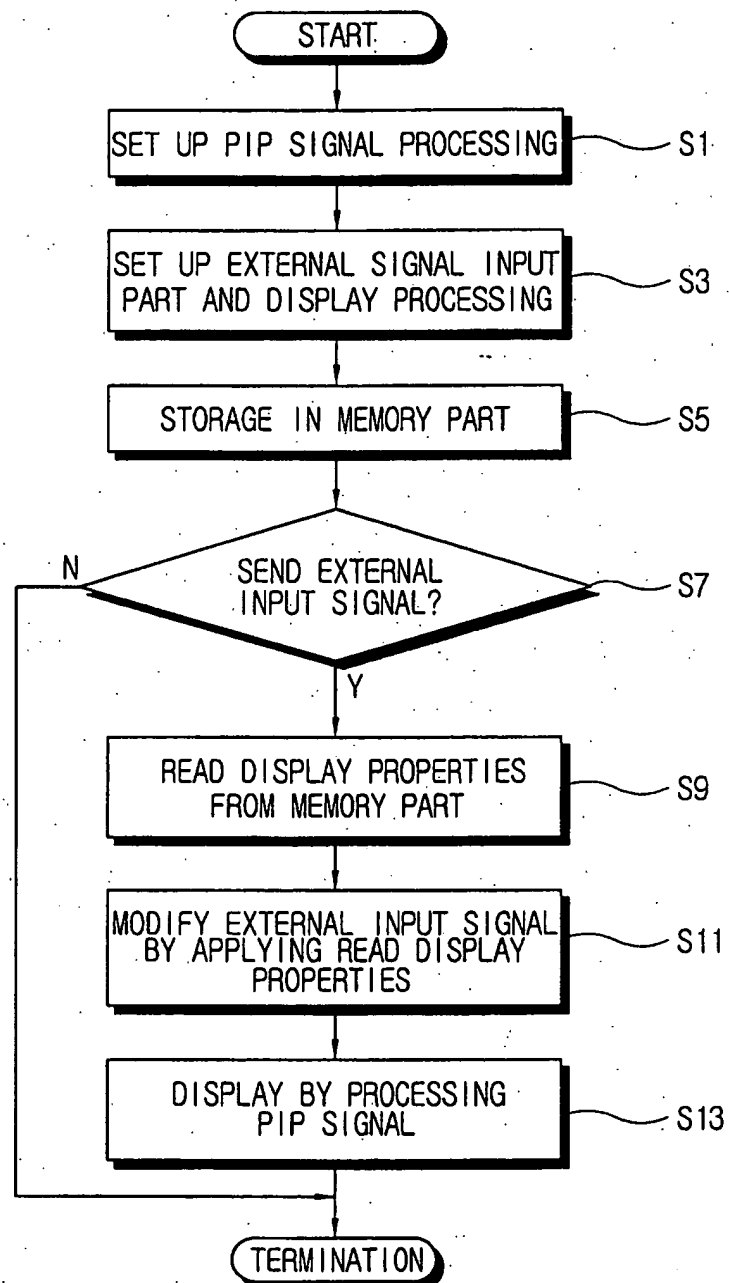 START
SET UP PIP SIGNAL PROCESSING
S1
SET UP EXTERNAL SIGNAL INPUT
PART AND DISPLAY PROCESSING
S3
STORAGE IN MEMORY PART
S5
N
SEND EXTERNAL
INPUT SIGNAL?
S7
Y
READ DISPLAY PROPERTIES
FROM MEMORY PART
S9
MODIFY EXTERNAL INPUT SIGNAL
BY APPLYING READ DISPLAY
PROPERTIES
S11
DISPLAY BY PROCESSING
PIP SIGNAL
S13
TERMINATION